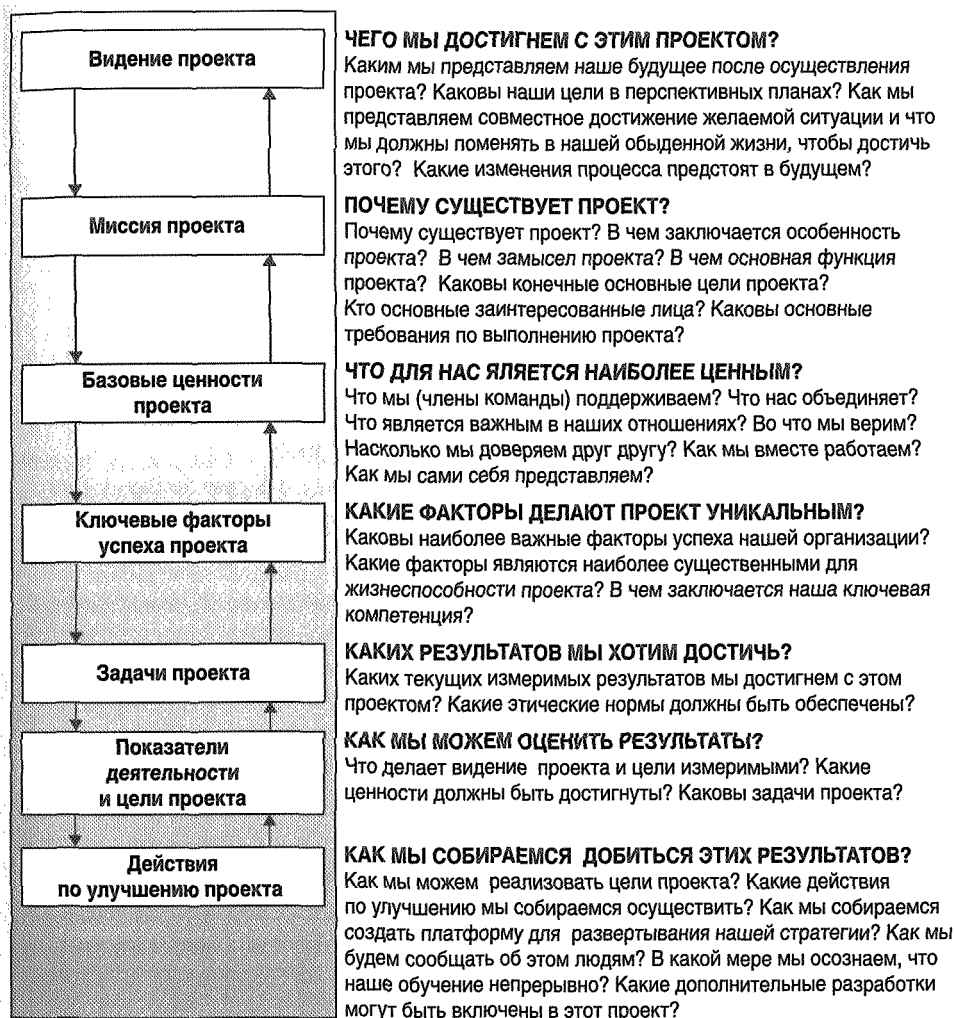 Видение проекта
ЧЕГО МЫ ДОСТИГНЕМ С ЭТИМ ПРОЕКТОМ?
Каким мы представляем наше будущее после осуществления
проекта? Каковы наши цели в перспективных планах? Как мы
представляем совместное достижение желаемой ситуации и что
мы должны поменять в нашей обыденной жизни, чтобы достичь
этого? Какие изменения процесса предстоят в будущем?
Миссия проекта
ПОЧЕМУ СУЩЕСТВУЕТ ПРОЕКТ?
Почему существует проект? В чем заключается особенность
проекта? В чем замысел проекта? В чем основная функция
проекта? Каковы конечные основные цели проекта?
Кто основные заинтересованные лица? Каковы основные
требования по выполнению проекта?
Базовые ценности
проекта
ЧТО ДЛЯ НАС ЯЛЯЕТСЯ НАИБОЛЕЕ ЦЕННЫМ?
Что мы (члены команды) поддерживаем? Что нас объединяет?
Что является важным в наших отношениях? Во что мы верим?
Насколько мы доверяем друг другу? Как мы вместе работаем?
Как мы сами себя представляем?
Ключевые факторы
успеха проекта
КАКИЕ ФАКТОРЫ ДЕЛАЮТ ПРОЕКТ УНИКАЛЬНЫМ?
Каковы наиболее важные факторы успеха нашей организации?
Какие факторы являются наиболее существенными для
жизнеспособности проекта? В чем заключается наша ключевая
компетенция?
Задачи проекта
КАКИХ РЕЗУЛЬТАТОВ МЫ ХОТИМ ДОСТИЧЬ?
Каких текущих измеримых результатов мы достигнем с этом
проектом? Какие этические нормы должны быть обеспечены?
Показатели
деятельности
и цели проекта
КАК МЫ МОЖЕМ ОЦЕНИТЬ РЕЗУЛЬТАТЫ?
Что делает видение проекта и цели измеримыми? Какие
ценности должны быть достигнуты? Каковы задачи проекта?
Действия
по улучшению проекта
КАК МЫ СОБИРАЕМСЯ ДОБИТЬСЯ ЭТИХ РЕЗУЛЬТАТОВ?
Как мы можем реализовать цели проекта? Какие действия
по улучшению мы собираемся осуществить? Как мы собираемся
создать платформу для развертывания нашей стратегии? Как мы
будем сообщать об этом людям? В какой мере мы осознаем, что
наше обучение непрерывно? Какие дополнительные разработки
могут быть включены в этот проект?